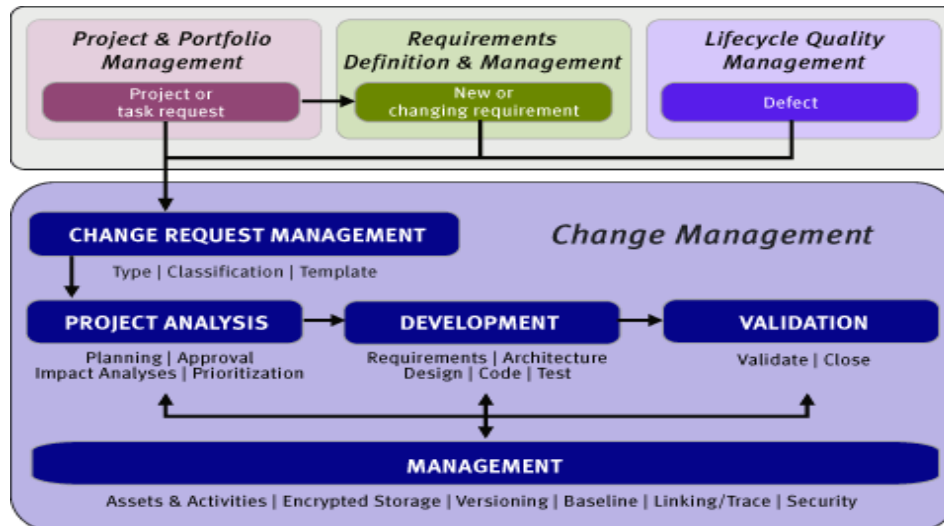 Project & Portfolio
Management
Project or
task request
Requirements
Definition & Management
New or
changing requirement
Lifecycle Quality
Management
Defect
Change Management
CHANGE REQUEST MANAGEMENT
Type | Classification | Template
PROJECT ANALYSIS
Planning | Approval
Impact Analyses | Prioritization
DEVELOPMENT
Requirements | Architecture
Design | Code | Test
VALIDATION
Validate | Close
MANAGEMENT
Assets & Activities | Encrypted Storage | Versioning | Baseline | Linking/Trace | Security